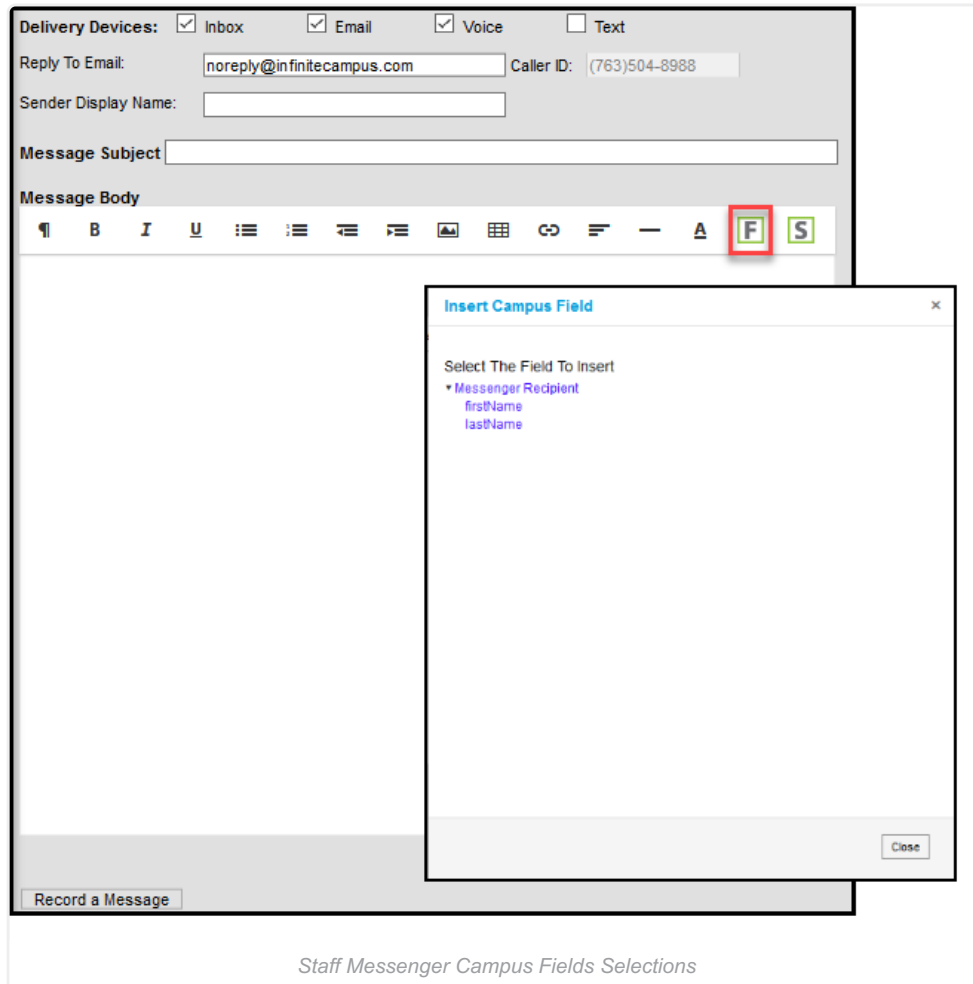 Delivery Devices: Inbox Email Voice Text
Reply To Email: noreply@infinitecampus.com Caller ID: (763)504-8988
Sender Display Name:
Message Subject
Message Body
¶ B I U A F S
Insert Campus Field ×
Select The Field To Insert
Messenger Recipient
firstName
lastName
Close
Record a Message
Staff Messenger Campus Fields Selections